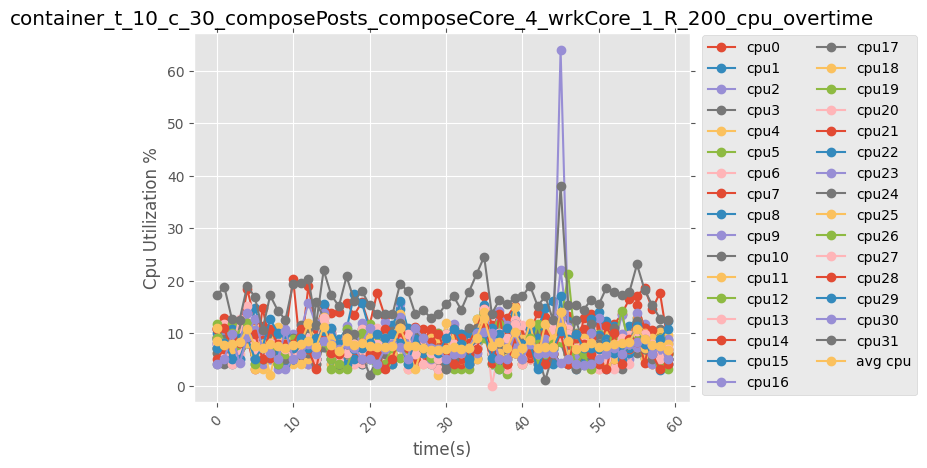 container_t_10_c_30_composePosts_composeCore_4_wrkCore_1_R_200_cpu_overtime
Cpu Utilization %
60
50
40
30
20
10
0
0
10
20
30
40
50
60
time(s)
cpu0
cpu1
cpu2
cpu3
cpu4
cpu5
cpu6
cpu7
cpu8
cpu9
cpu10
cpu11
cpu12
cpu13
cpu14
cpu15
cpu16
cpu17
cpu18
cpu19
cpu20
cpu21
cpu22
cpu23
cpu24
cpu25
cpu26
cpu27
cpu28
cpu29
cpu30
cpu31
avg cpu